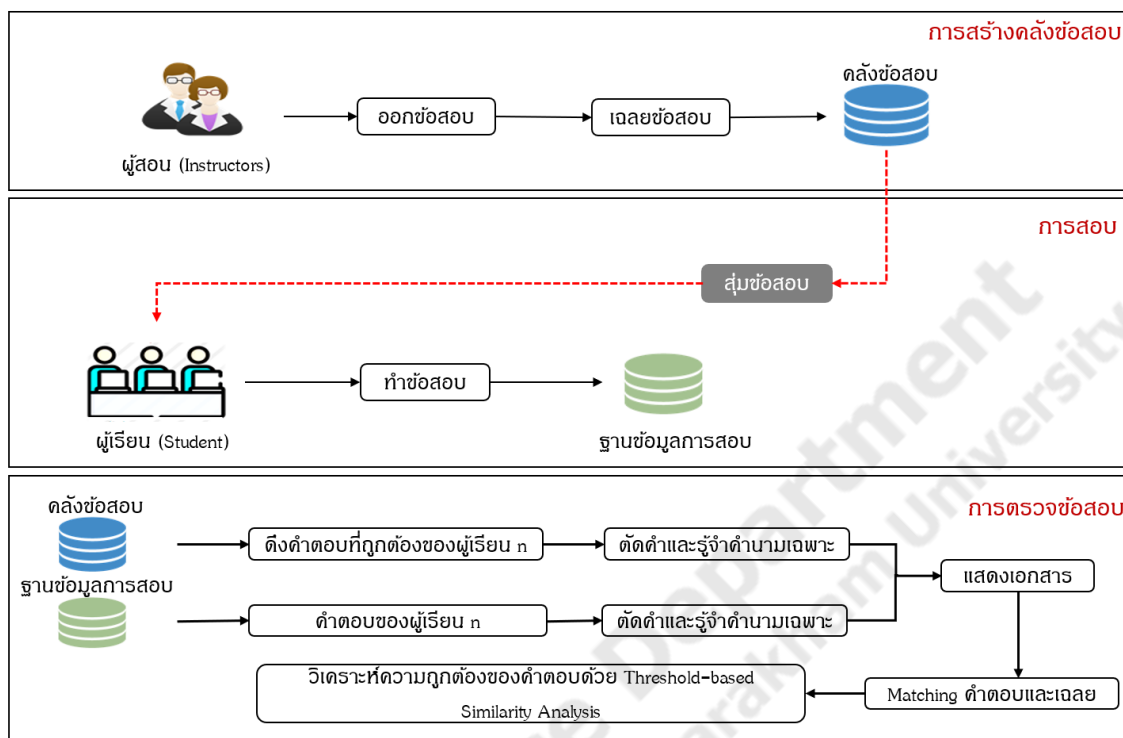 การสร้างคลังข้อสอบ
คลังข้อสอบ
ออกข้อสอบ
เฉลยข้อสอบ
ผู้สอน (Instructors)
การสอบ
สุ่มข้อสอบ
ทำข้อสอบ
ผู้เรียน (Student)
ฐานข้อมูลการสอบ
การตรวจข้อสอบ
คลังข้อสอบ
ดึงคำตอบที่ถูกต้องของผู้เรียน n
ตัดคำและรู้จำคำนามเฉพาะ
แสดงเอกสาร
ฐานข้อมูลการสอบ
คำตอบของผู้เรียน n
ตัดคำและรู้จำคำนามเฉพาะ
วิเคราะห์ความถูกต้องของคำตอบด้วย Threshold-based
Similarity Analysis
Matching คำตอบและเฉลย
Department
University